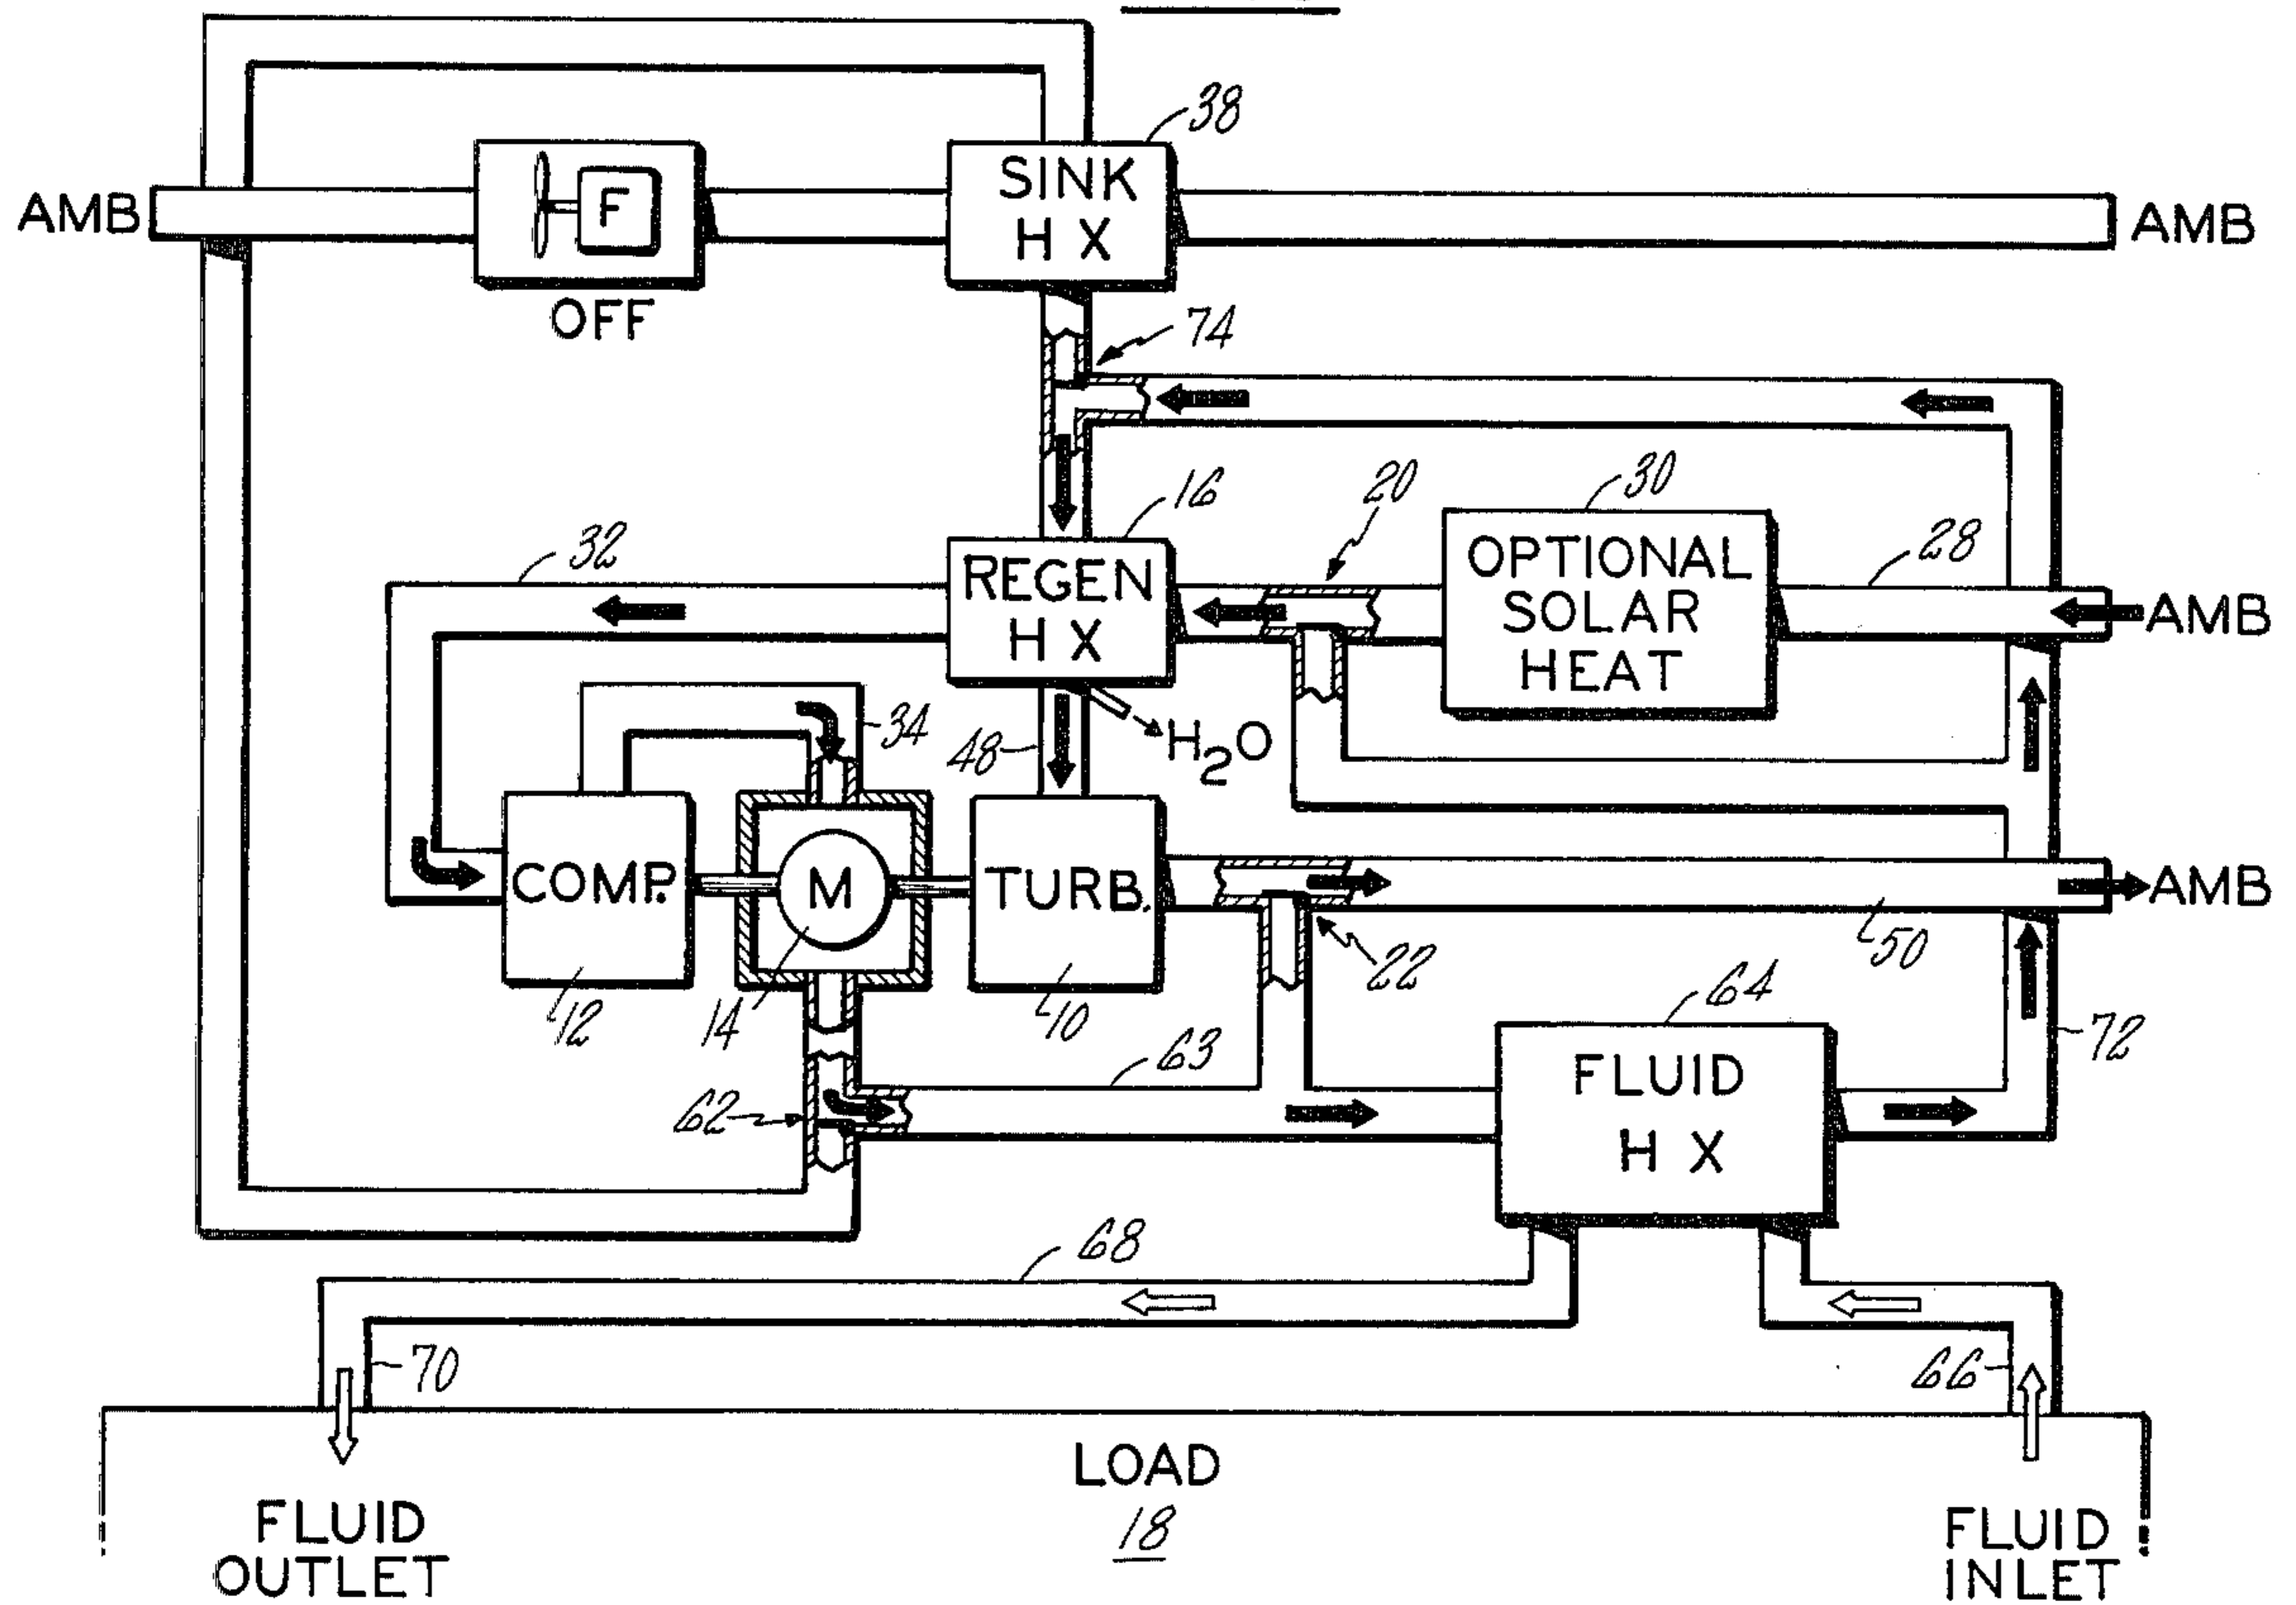 38
SINK
H X
AMB
F
AMB
OFF
74
16
20
30
32
28
REGEN
H X
OPTIONAL
SOLAR
HEAT
AMB
34
48
H2O
COMP.
M
TURB.
AMB
12
14
10
22
50
64
63
72
62
FLUID
H X
68
70
66
LOAD
18
FLUID
OUTLET
FLUID
INLET